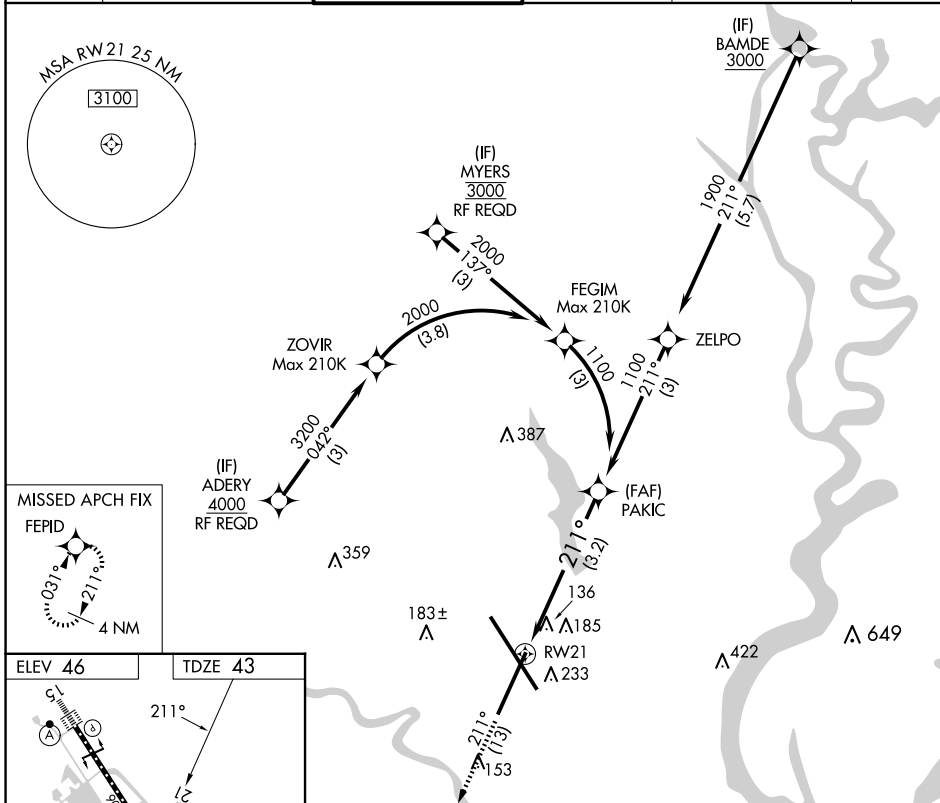 MSA RW21 25 NM
3100
(IF)
BAMDE
3000
1900
211°
(5.7)
(IF)
MYERS
3000
RF REQD
2000
137°
(3)
FEGIM
Max 210K
2000
(3.8)
ZOVIR
Max 210K
1100
(3)
ZELPO
1100
211°
(3)
3200
042°
(3)
(IF)
ADERY
4000
RF REQD
387
(FAF)
PAKIC
211°
(3.2)
359
136
183±
185
RW21
233
422
649
211°
(13)
153
MISSED APCH FIX
FEPID
031°
211°
4 NM
ELEV 46
TDZE 43
15
A
P
211°
21